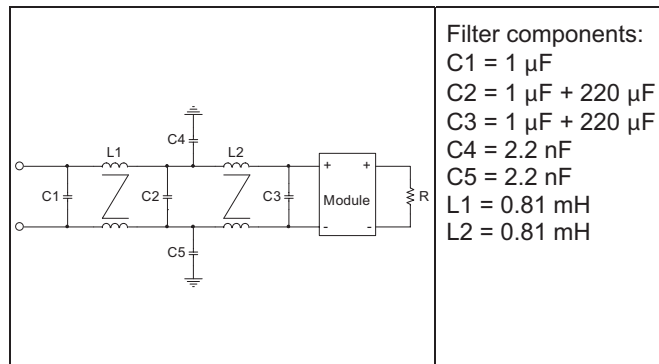 C4
L1
L2
+
+
C1
C2
C3
Module
R
-
-
C5
Filter components:
C1 = 1 μF
C2 = 1 μF + 220 μF
C3 = 1 μF + 220 μF
C4 = 2.2 nF
C5 = 2.2 nF
L1 = 0.81 mH
L2 = 0.81 mH